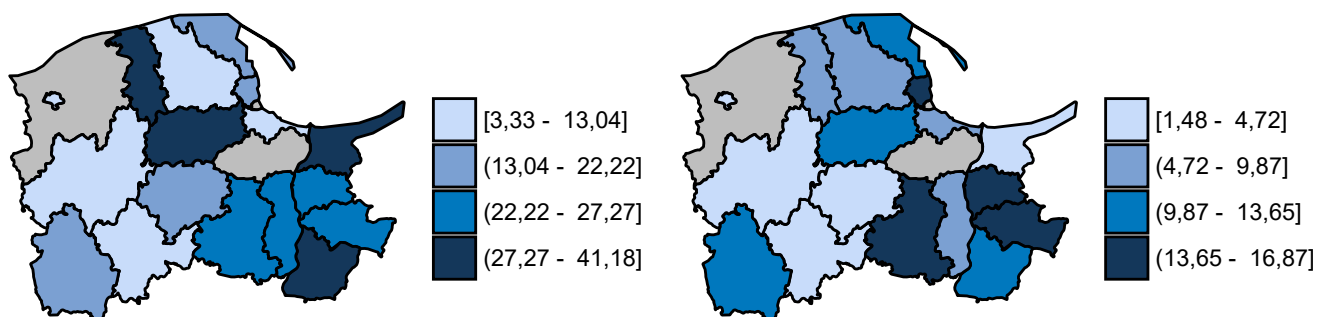 [3,33 - 13,04]
(13,04 - 22,22]
(22,22 - 27,27]
(27,27 - 41,18]
[1,48 - 4,72]
(4,72 - 9,87]
(9,87 - 13,65]
(13,65 - 16,87]